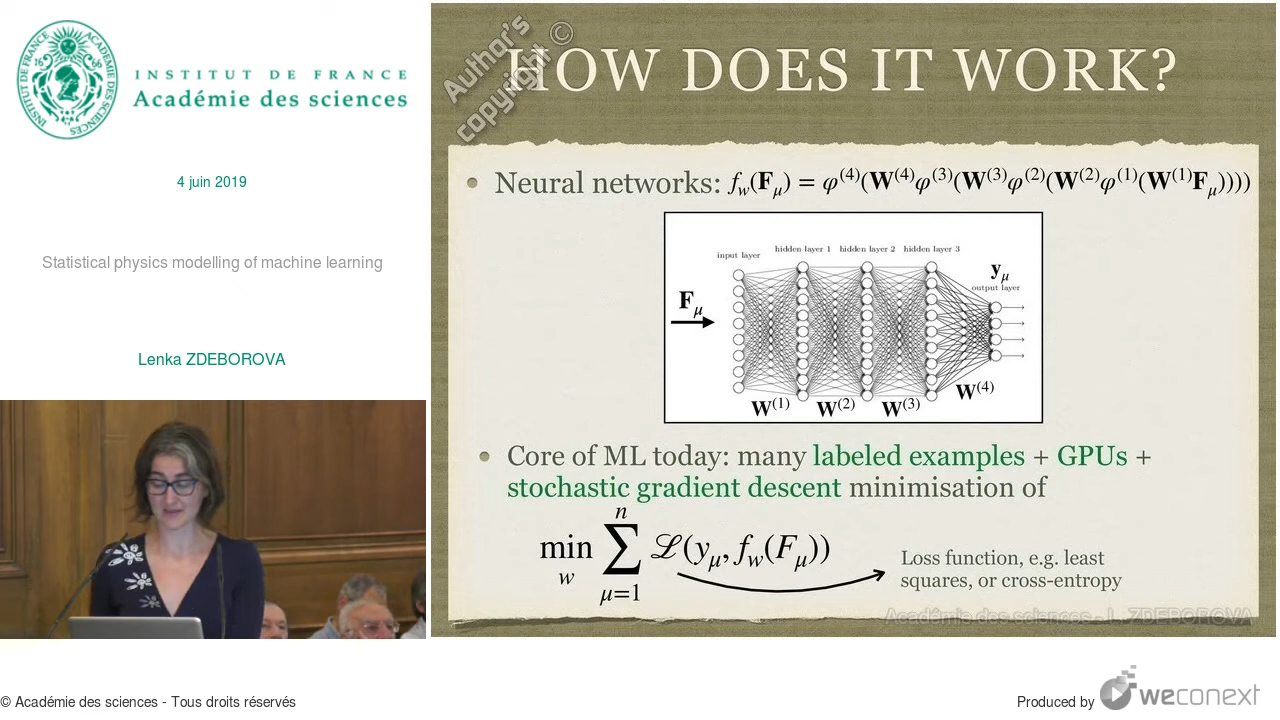 INSTITUT DE FRANCE
Académie des sciences
4 juin 2019
Statistical physics modelling of machine learning
Lenka ZDEBOROVA
Author's copyright ©
HOW DOES IT WORK?
• Neural networks: f_w(F_μ) = φ^(4)(W^(4)φ^(3)(W^(3)φ^(2)(W^(2)φ^(1)(W^(1)F_μ))))
input layer
hidden layer 1 hidden layer 2 hidden layer 3
y_μ
output layer
F_μ
W^(1) W^(2) W^(3) W^(4)
• Core of ML today: many labeled examples + GPUs +
stochastic gradient descent minimisation of
min_w ∑_{μ=1}^{n} ℒ(y_μ, f_w(F_μ))
Loss function, e.g. least
squares, or cross-entropy
Académie des sciences - L. ZDEBOROVA
© Académie des sciences - Tous droits réservés
Produced by weconext